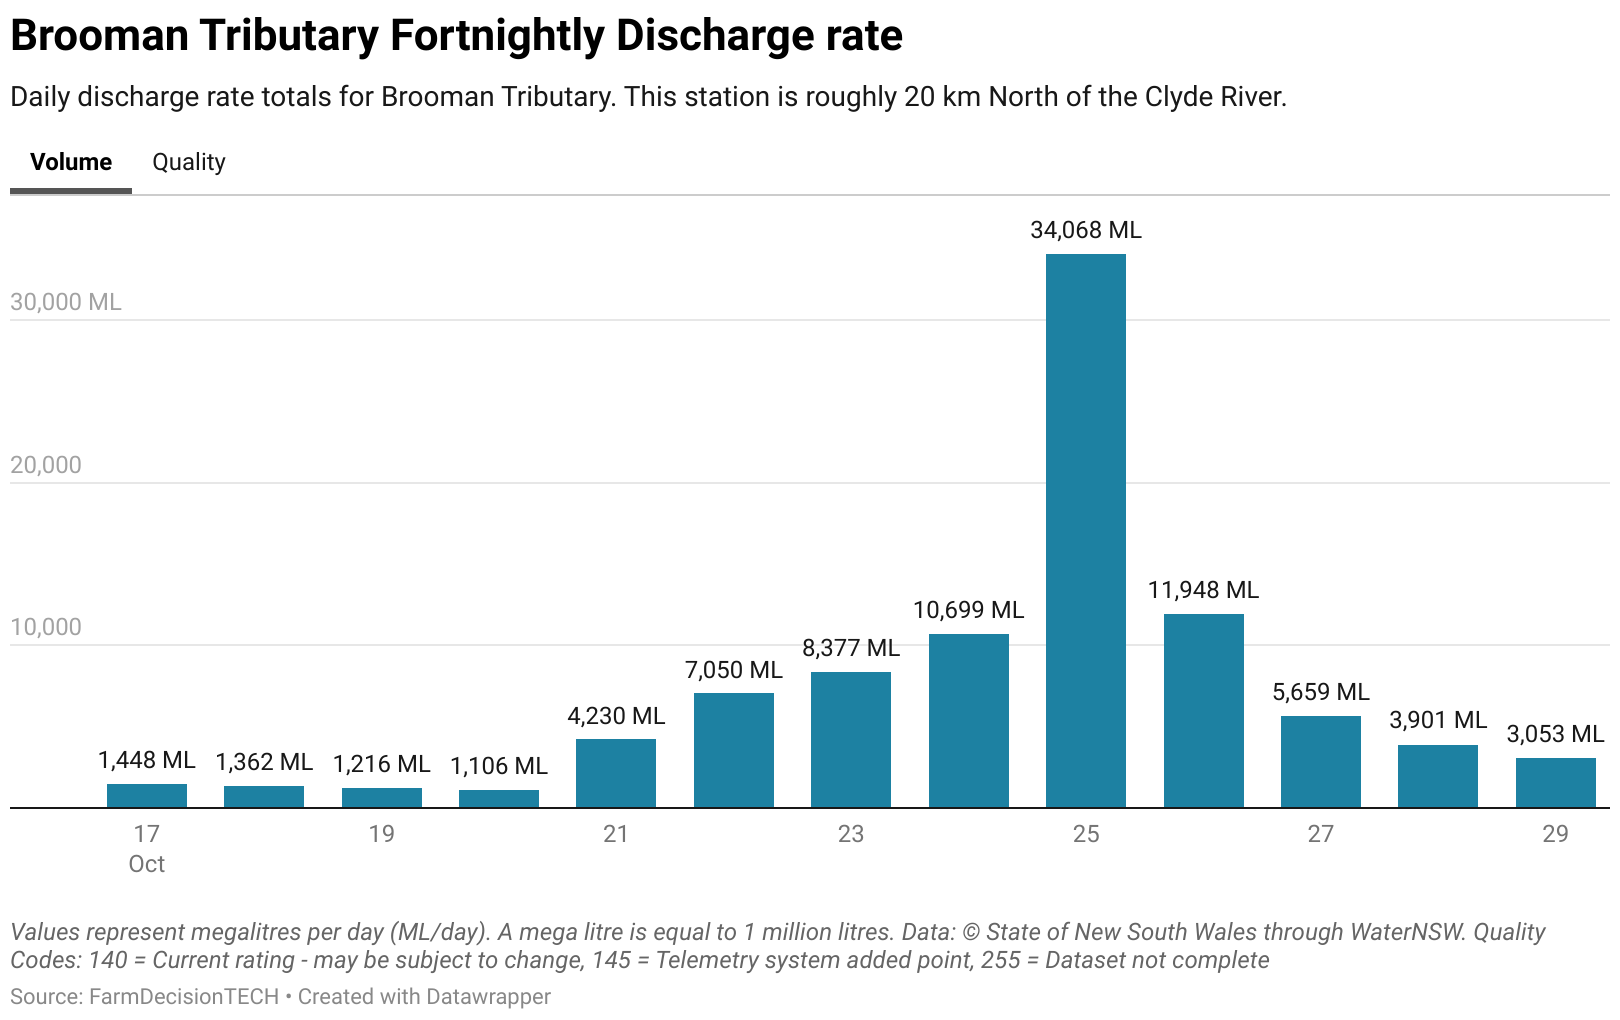 Brooman Tributary Fortnightly Discharge rate
Daily discharge rate totals for Brooman Tributary. This station is roughly 20 km North of the Clyde River.
Volume Quality
34,068 ML
30,000 ML
20,000
11,948 ML
10,699 ML
10,000
8,377 ML
7,050 ML
5,659 ML
4,230 ML
3,901 ML
3,053 ML
1,448 ML 1,362 ML 1,216 ML 1,106 ML
17 19 21 23 25 27 29
Oct
Values represent megalitres per day (ML/day). A mega litre is equal to 1 million litres. Data: © State of New South Wales through WaterNSW. Quality
Codes: 140 = Current rating - may be subject to change, 145 = Telemetry system added point, 255 = Dataset not complete
Source: FarmDecisionTECH • Created with Datawrapper